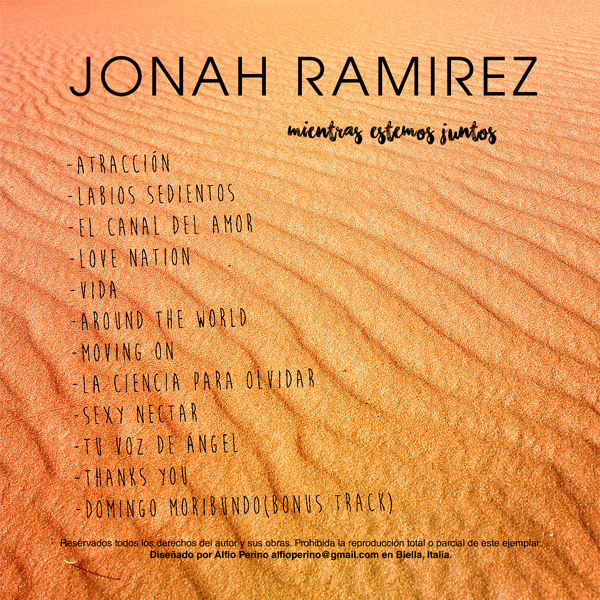 JONAH RAMIREZ
mientras estemos juntos
-ATRACCIÓN
-LABIOS SEDIENTOS
-EL CANAL DEL AMOR
-LOVE NATION
-VIDA
-AROUND THE WORLD
-MOVING ON
-LA CIENCIA PARA OLVIDAR
-SEXY NECTAR
-TU VOZ DE ÁNGEL
-THANKS YOU
-DOMINGO MORIBUNDO(BONUS TRACK)
Resérvados todos los derechos del autor y sus obras. Prohibida la reproducción total o parcial de este ejemplar.
Diseñado por Alfio Perino alfioperino@gmail.com en Biella, Italia.